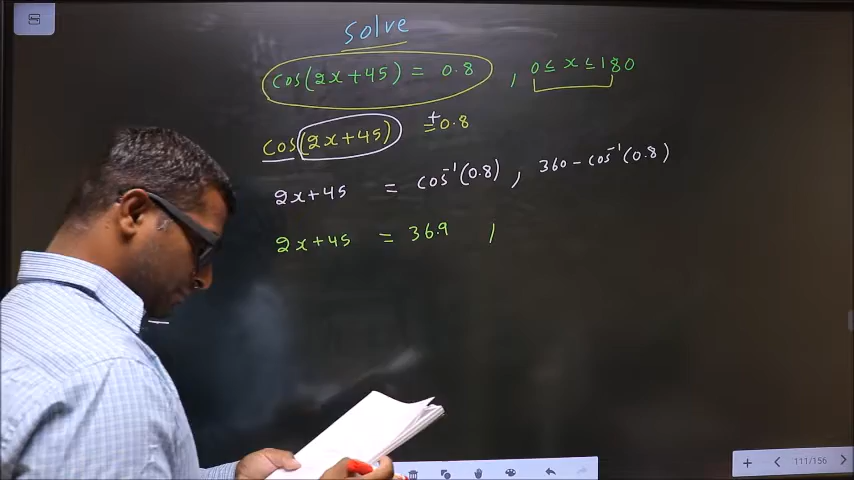 Solve
cos(2x+45) = 0.8 , 0 ≤ x ≤ 180
cos(2x+45) ±= 0.8
2x+45 = cos⁻¹(0.8) , 360 - cos⁻¹(0.8)
2x+45 = 36.9 ,
111/156